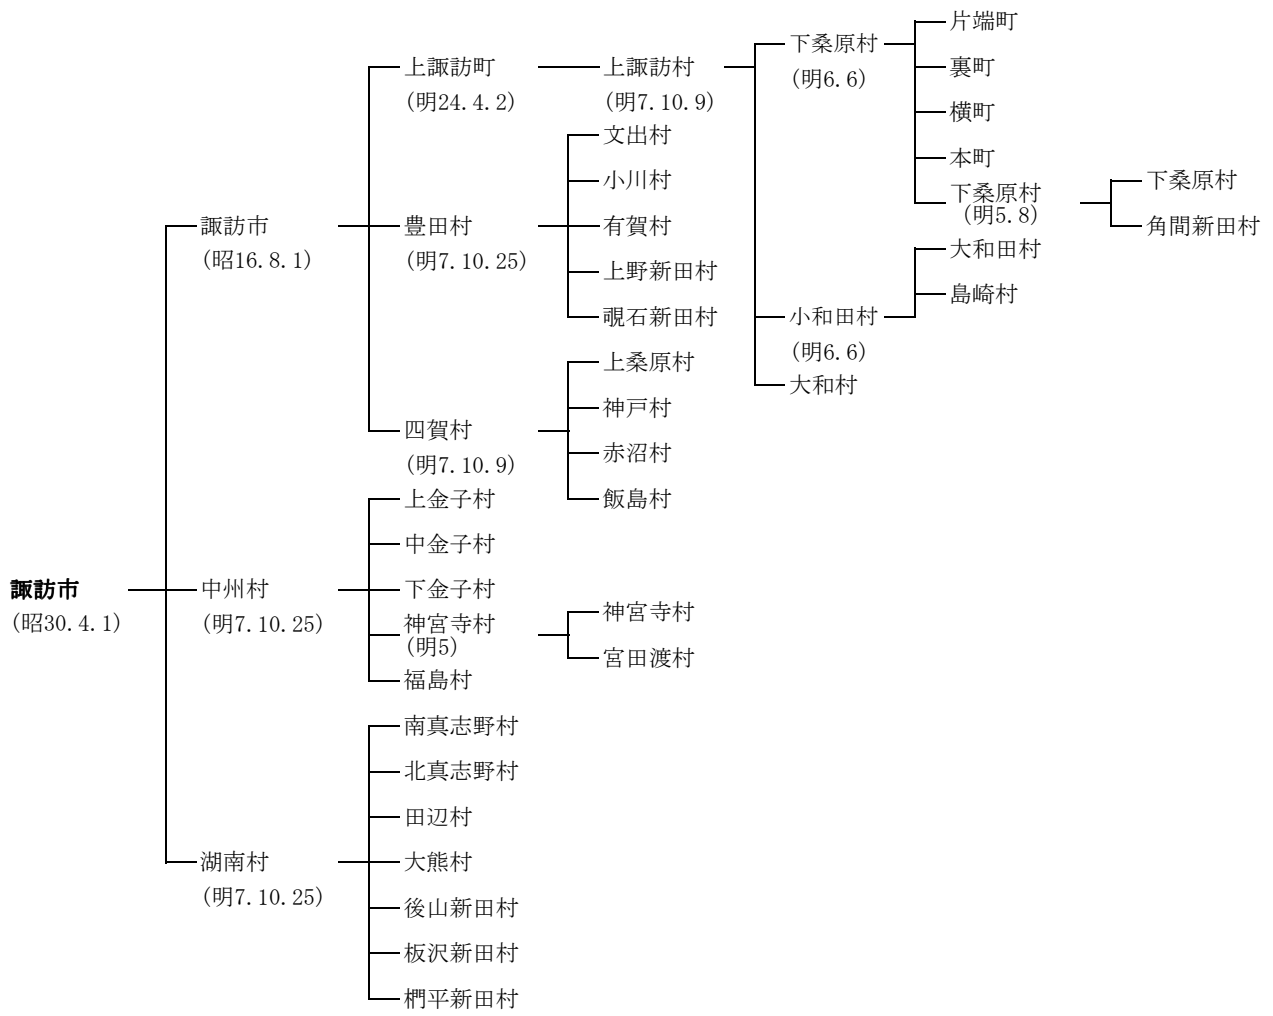 諏訪市
(昭30.4.1)
諏訪市
(昭16.8.1)
上諏訪町
(明24.4.2)
上諏訪村
(明7.10.9)
下桑原村
(明6.6)
片端町
裏町
横町
本町
下桑原村
(明5.8)
下桑原村
角間新田村
小和田村
(明6.6)
大和田村
島崎村
大和村
豊田村
(明7.10.25)
文出村
小川村
有賀村
上野新田村
覗石新田村
四賀村
(明7.10.9)
上桑原村
神戸村
赤沼村
飯島村
中州村
(明7.10.25)
上金子村
中金子村
下金子村
神宮寺村
(明5)
神宮寺村
宮田渡村
福島村
湖南村
(明7.10.25)
南真志野村
北真志野村
田辺村
大熊村
後山新田村
板沢新田村
椚平新田村